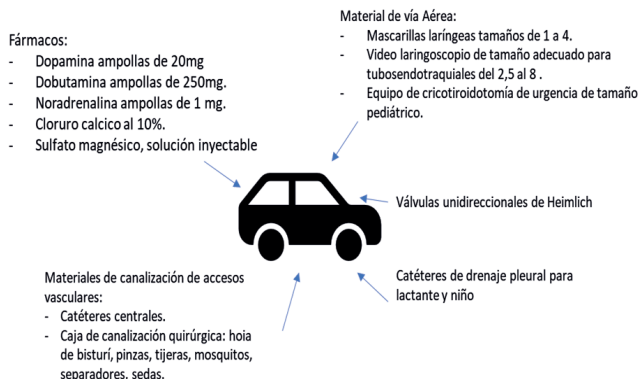 Fármacos:
- Dopamina ampollas de 20mg
- Dobutamina ampollas de 250mg.
- Noradrenalina ampollas de 1 mg.
- Cloruro calcico al 10%.
- Sulfato magnésico, solución inyectable
Material de vía Aérea:
- Mascarillas laríngeas tamaños de 1 a 4.
- Video laringoscopio de tamaño adecuado para
tubosendotraquiales del 2,5 al 8 .
- Equipo de cricotiroidotomía de urgencia de tamaño
pediátrico.
Válvulas unidireccionales de Heimlich
Catéteres de drenaje pleural para
lactante y niño
Materiales de canalización de accesos
vasculares:
- Catéteres centrales.
- Caja de canalización quirúrgica: hoja
de bisturí, pinzas, tijeras, mosquitos,
separadores, sedas.